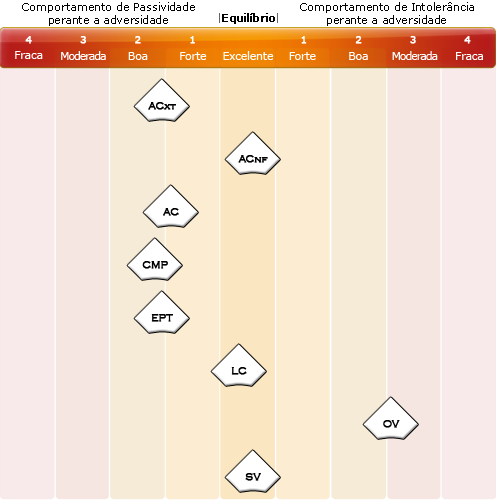 Comportamento de Passividade
perante a adversidade
|Equilíbrio|
Comportamento de Intolerância
perante a adversidade
4 3 2 1 1 2 3 4
Fraca Moderada Boa Forte Excelente Forte Boa Moderada Fraca
ACXT
ACNF
AC
CMP
EPT
LC
OV
SV